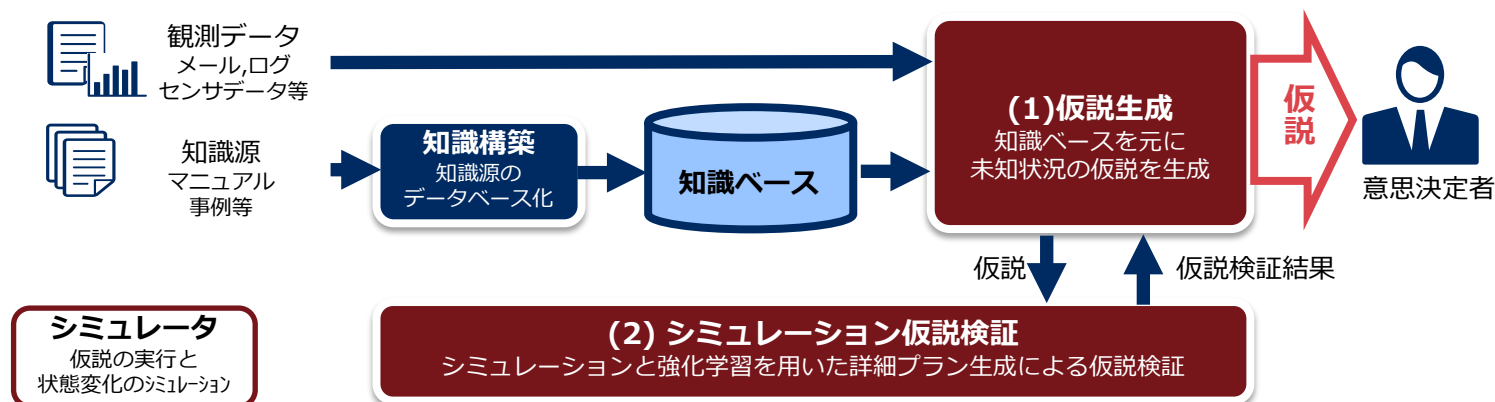 観測データ
メール,ログ
センサデータ等
知識源
マニュアル
事例等
知識構築
知識源の
データベース化
知識ベース
(1)仮説生成
知識ベースを元に
未知状況の仮説を生成
仮説
意思決定者
仮説
仮説検証結果
シミュレータ
仮説の実行と
状態変化のｼﾐｭﾚｰｼｮﾝ
(2) シミュレーション仮説検証
シミュレーションと強化学習を用いた詳細プラン生成による仮説検証